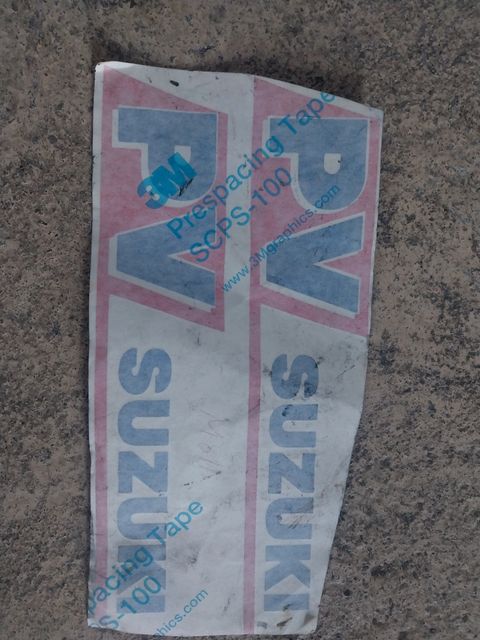 PV
SUZUKI
PV
SUZUKI
3M
Prespacing Tape
SCPS-100
www.3Mgraphics.com
pacing Tape
S-100
hics.com